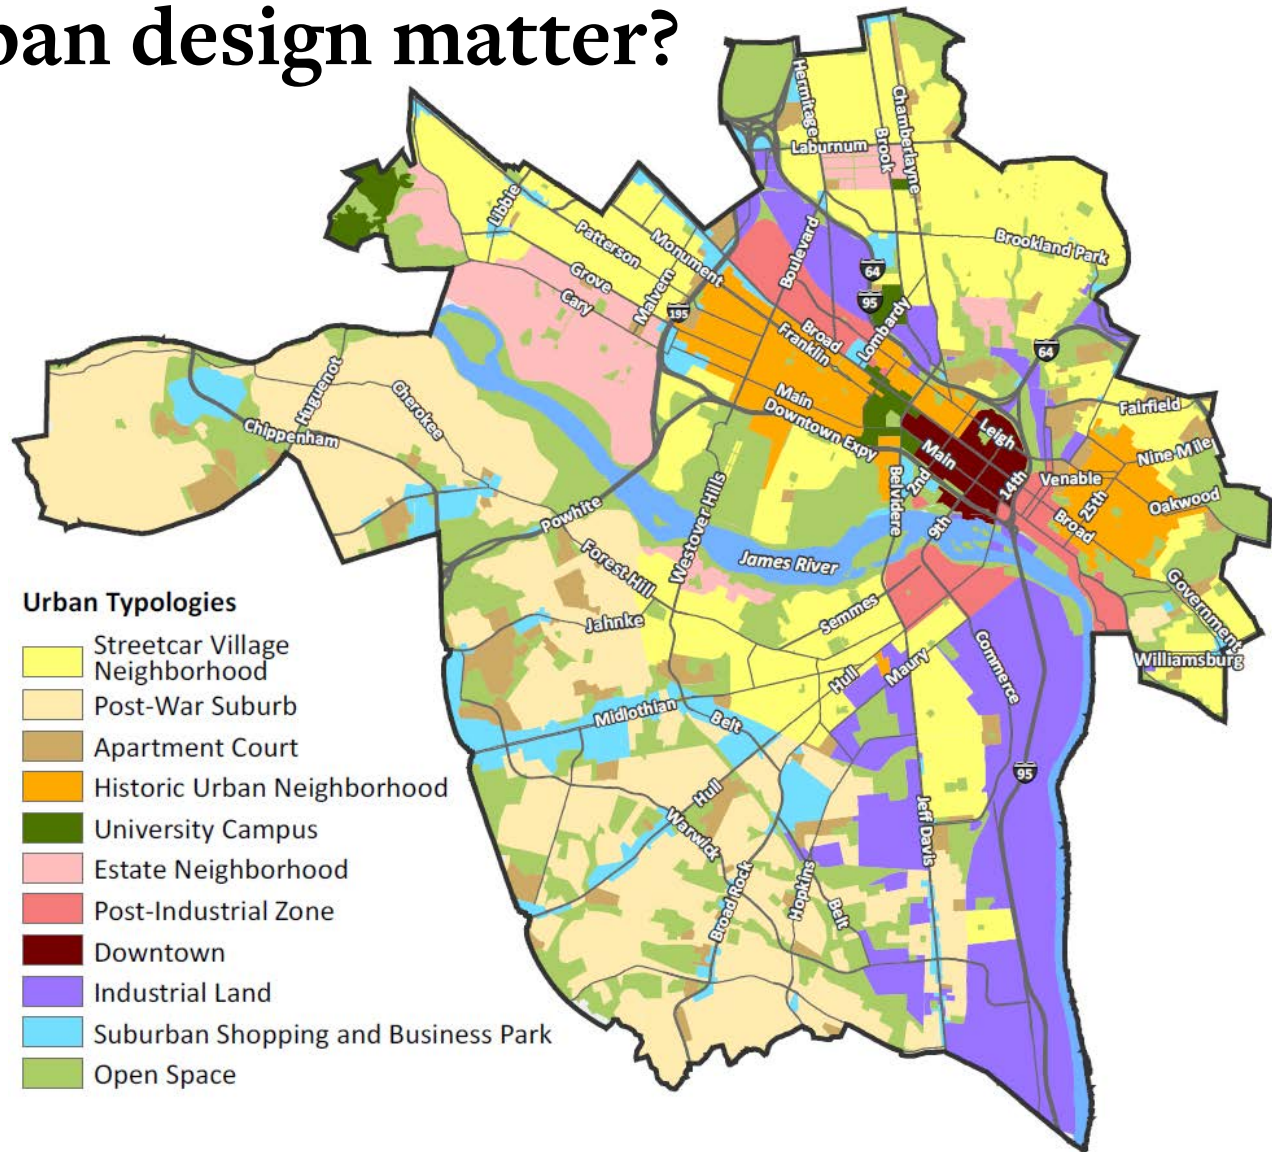 ban design matter?
Hermitage
Chamberlayne
Brook
Laburnum
Libbie
Patterson
Monument
Boulevard
Brookland Park
Grove
Cary
Malvern
64
95
195
Lombardy
Broad
Franklin
64
Huguenot
Cherokee
Chippenham
Main
Downtown Expy
Leigh
Main
Fairfield
Nine Mile
Venable
25th
Oakwood
Broad
14th
2nd
Belvidere
9th
Powhite
Westover Hills
James River
Forest Hill
Semmes
Jahnke
Government
Williamsburg
Hull
Maury
Commerce
Midlothian
Belt
95
Hull
Warwick
Jeff Davis
Broad Rock
Hopkins
Belt
Urban Typologies
Streetcar Village
Neighborhood
Post-War Suburb
Apartment Court
Historic Urban Neighborhood
University Campus
Estate Neighborhood
Post-Industrial Zone
Downtown
Industrial Land
Suburban Shopping and Business Park
Open Space